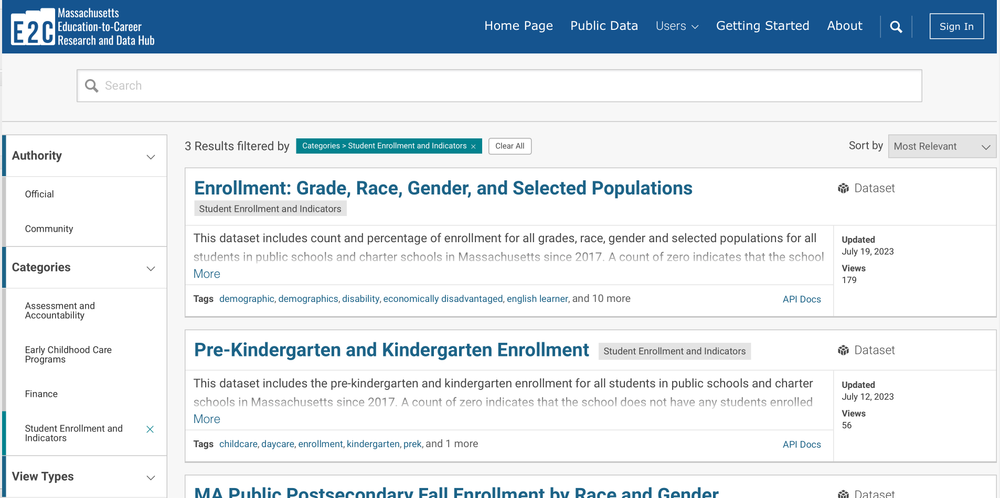 E2C
Massachusetts
Education-to-Career
Research and Data Hub
Home Page
Public Data
Users
Getting Started
About
Sign In
Search
Authority
Official
Community
Categories
Assessment and
Accountability
Early Childhood Care
Programs
Finance
Student Enrollment and
Indicators
View Types
3 Results filtered by
Categories > Student Enrollment and Indicators ×
Clear All
Sort by
Most Relevant
Enrollment: Grade, Race, Gender, and Selected Populations
Dataset
Student Enrollment and Indicators
This dataset includes count and percentage of enrollment for all grades, race, gender and selected populations for all
students in public schools and charter schools in Massachusetts since 2017. A count of zero indicates that the school
More
Updated
July 19, 2023
Views
179
Tags demographic, demographics, disability, economically disadvantaged, english learner, and 10 more
API Docs
Pre-Kindergarten and Kindergarten Enrollment
Student Enrollment and Indicators
Dataset
This dataset includes the pre-kindergarten and kindergarten enrollment for all students in public schools and charter
schools in Massachusetts since 2017. A count of zero indicates that the school does not have any students enrolled
More
Updated
July 12, 2023
Views
56
Tags childcare, daycare, enrollment, kindergarten, prek, and 1 more
API Docs
MA Public Postsecondary Fall Enrollment by Race and Gender
Dataset